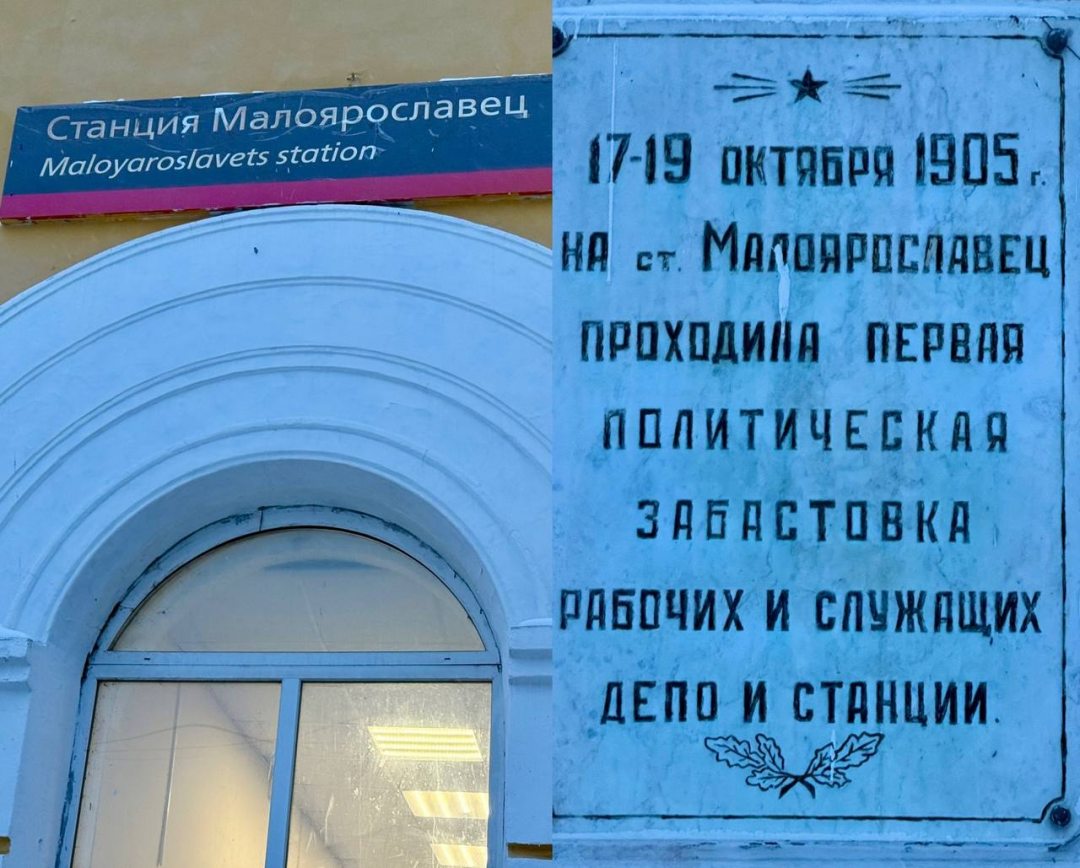 Станция Малоярославец
Maloyaroslavets station
17-19 октября 1905 г.
на ст. Малоярославец
проходила первая
политическая
забастовка
рабочих и служащих
депо и станции.